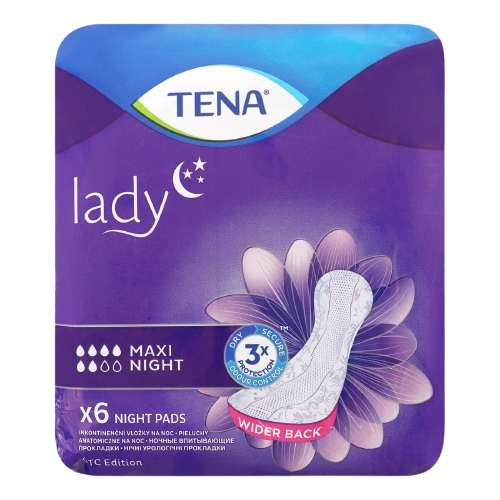 TENA®
lady
MAXI
NIGHT
DRY SECURE
3x
PROTECTION
ODOUR CONTROL
™
WIDER BACK
x6 NIGHT PADS
INKONTINENČNÍ VLOŽKY NA NOC • PIELUCHY
ANATOMICZNE NA NOC • НОЧНЫЕ ВПИТЫВАЮЩИЕ
ПРОКЛАДКИ • НІЧНІ УРОЛОГІЧНІ ПРОКЛАДКИ
TC Edition